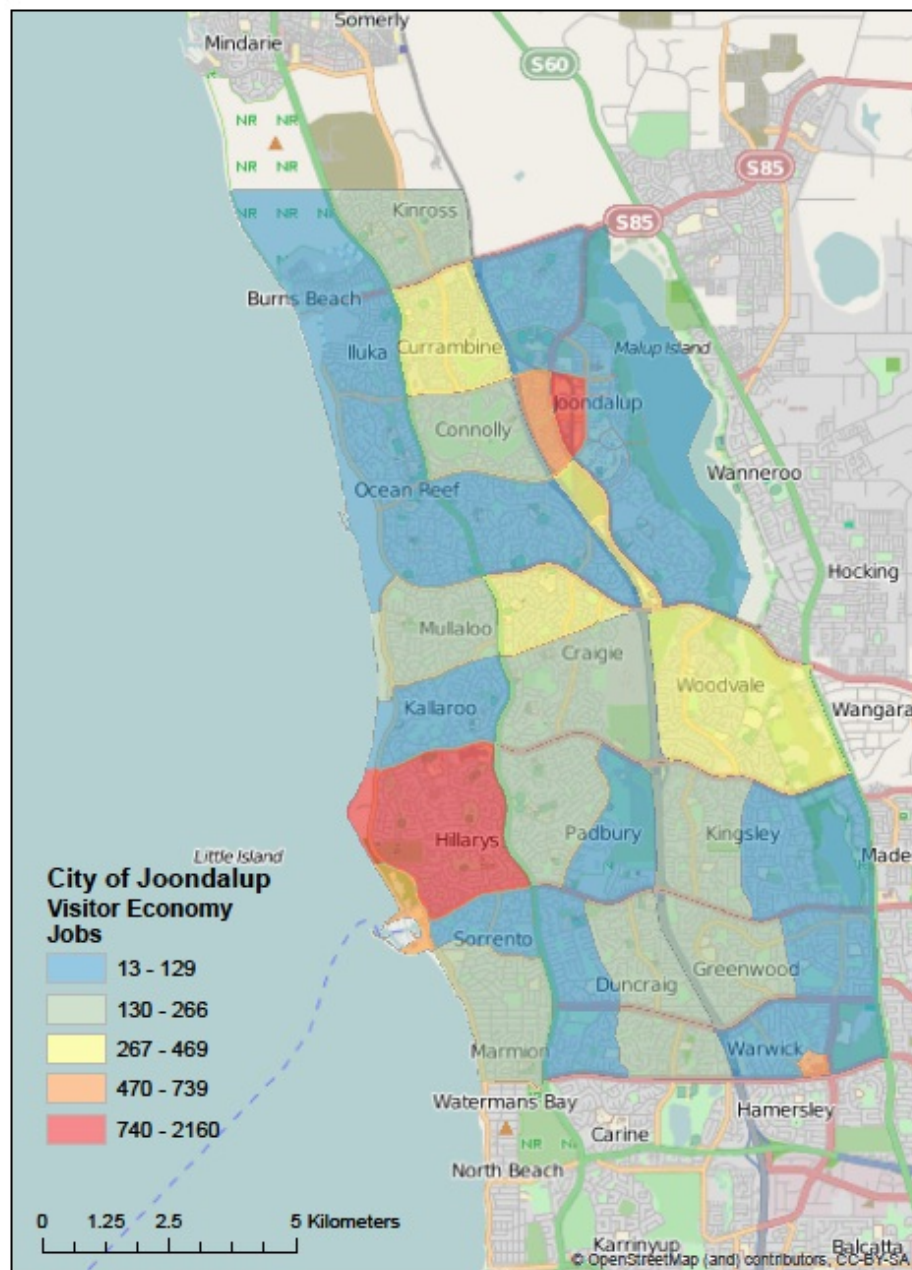 Somerly
Mindarie
S60
NR NR
NR NR
S85
NR NR N
Kinross
S85
Burns Beach
Iluka
Currambine
Malup Island
Joondalup
Connolly
Wanneroo
Ocean Reef
Hocking
Mullaloo
Craigie
Woodvale
Kallaroo
Wangara
Hillarys
Padbury
Kingsley
Little Island
Made
City of Joondalup
Visitor Economy
Jobs
13 - 129
130 - 266
267 - 469
470 - 739
740 - 2160
Sorrento
Duncraig
Greenwood
Marmion
Warwick
Watermans Bay
Hamersley
Carine
NR N
North Beach
0 1.25 2.5 5 Kilometers
Karrinyup
Balcatta
© OpenStreetMap (and) contributors, CC-BY-SA